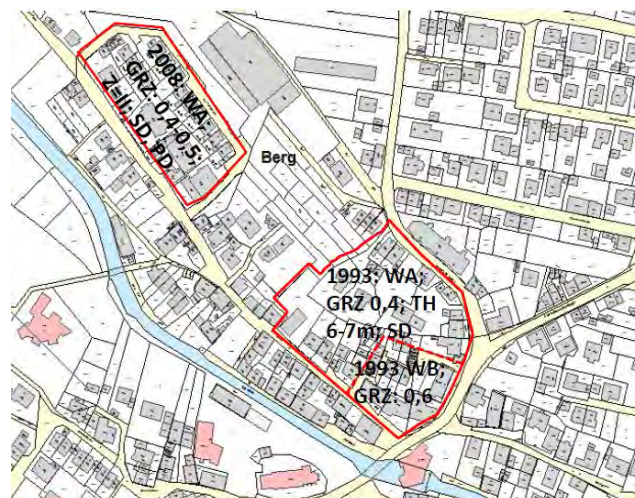 2008; WA;
GRZ: 0,4-0,5;
Z=II; SD, PD
Berg
1993; WA;
GRZ 0,4; TH
6-7m; SD
1993 WB;
GRZ: 0,6